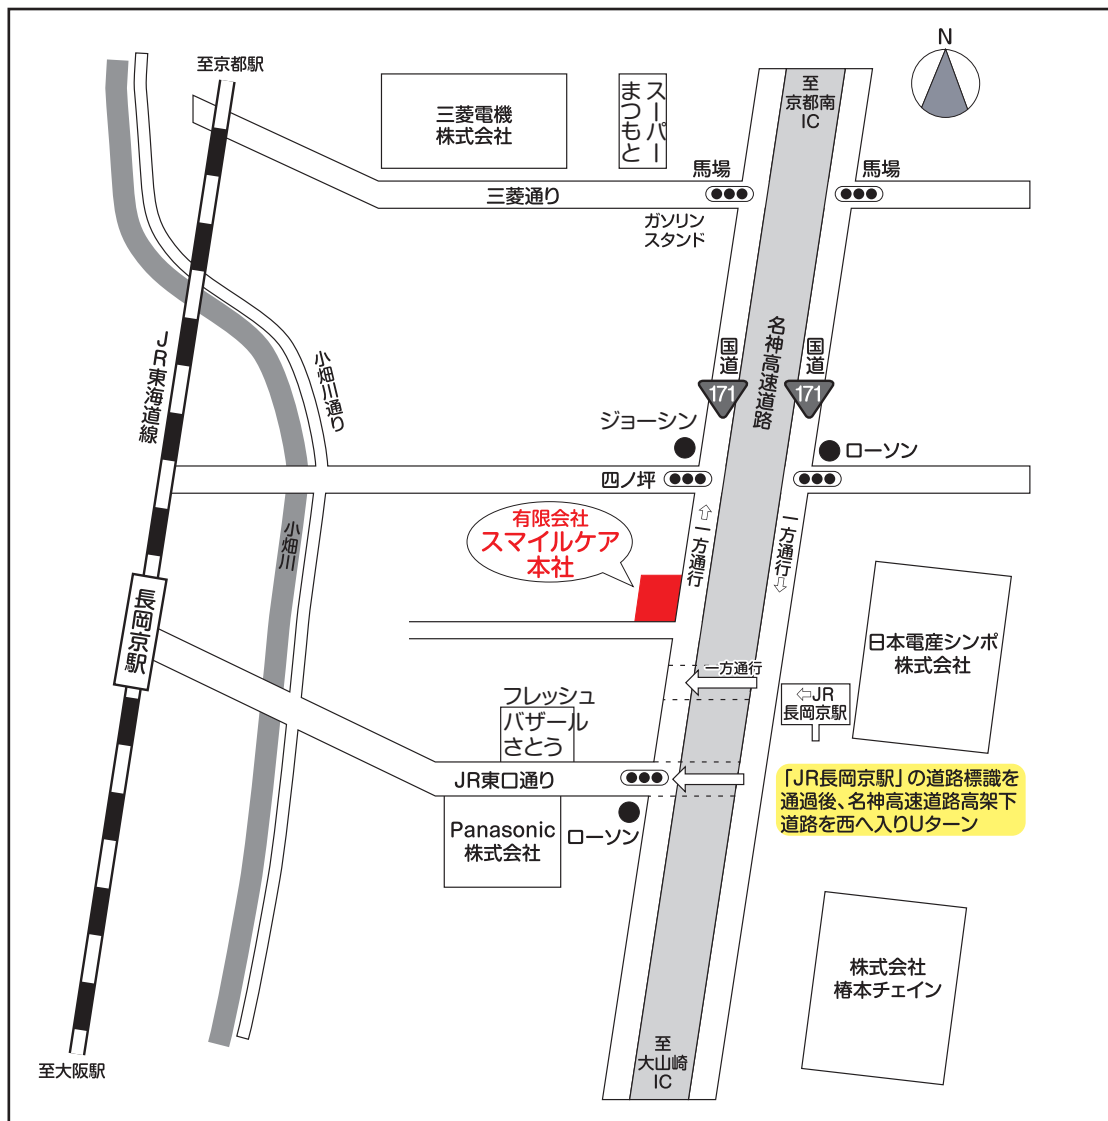 N
至京都駅
至
京都南
IC
三菱電機
株式会社
スーパー
まつもと
馬場
馬場
三菱通り
ガソリン
スタンド
名神高速道路
国道
171
国道
171
JR東海道線
小畑川通り
ジョーシン
ローソン
四ノ坪
有限会社
スマイルケア
本社
⇧一方通行
一方通行⇩
小畑川
長岡京駅
日本電産シンポ
株式会社
一方通行
⇦JR
長岡京駅
フレッシュ
バザール
さとう
JR東口通り
「JR長岡京駅」の道路標識を
通過後、名神高速道路高架下
道路を西へ入りUターン
Panasonic
株式会社
ローソン
株式会社
椿本チェイン
至
大山崎
IC
至大阪駅